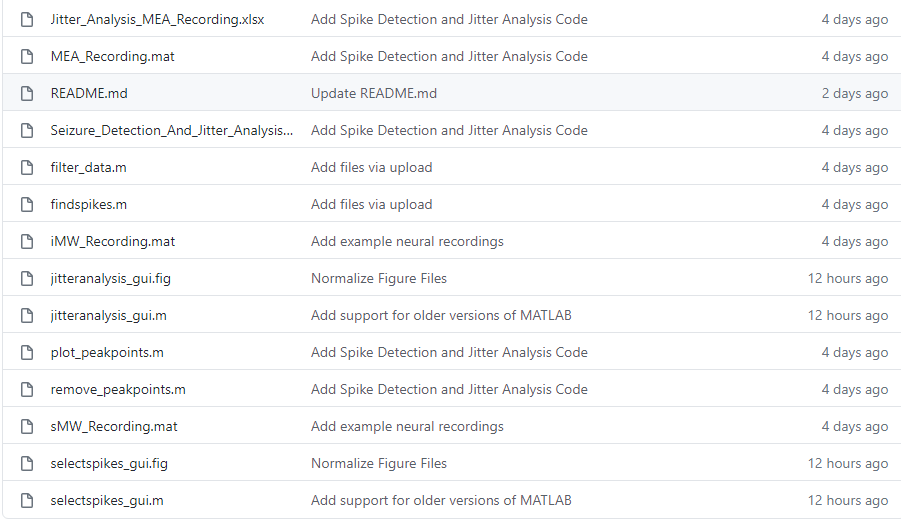 Jitter_Analysis_MEA_Recording.xlsx Add Spike Detection and Jitter Analysis Code 4 days ago
MEA_Recording.mat Add Spike Detection and Jitter Analysis Code 4 days ago
README.md Update README.md 2 days ago
Seizure_Detection_And_Jitter_Analysis... Add Spike Detection and Jitter Analysis Code 4 days ago
filter_data.m Add files via upload 4 days ago
findspikes.m Add files via upload 4 days ago
iMW_Recording.mat Add example neural recordings 4 days ago
jitteranalysis_gui.fig Normalize Figure Files 12 hours ago
jitteranalysis_gui.m Add support for older versions of MATLAB 12 hours ago
plot_peakpoints.m Add Spike Detection and Jitter Analysis Code 4 days ago
remove_peakpoints.m Add Spike Detection and Jitter Analysis Code 4 days ago
sMW_Recording.mat Add example neural recordings 4 days ago
selectspikes_gui.fig Normalize Figure Files 12 hours ago
selectspikes_gui.m Add support for older versions of MATLAB 12 hours ago